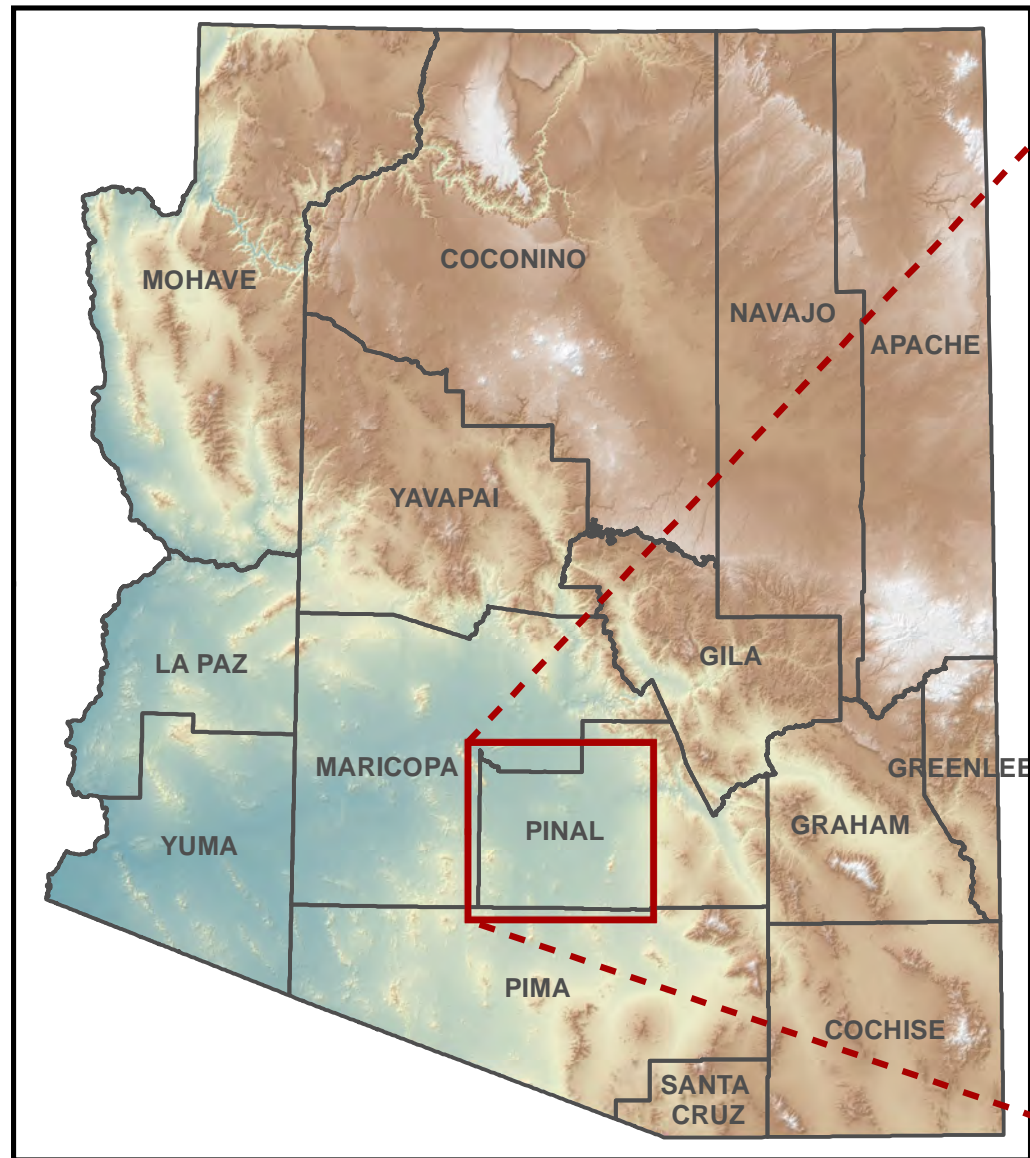 COCONINO
MOHAVE
NAVAJO
APACHE
YAVAPAI
LA PAZ
GILA
MARICOPA
GREENLEE
PINAL
GRAHAM
YUMA
PIMA
COCHISE
SANTA
CRUZ